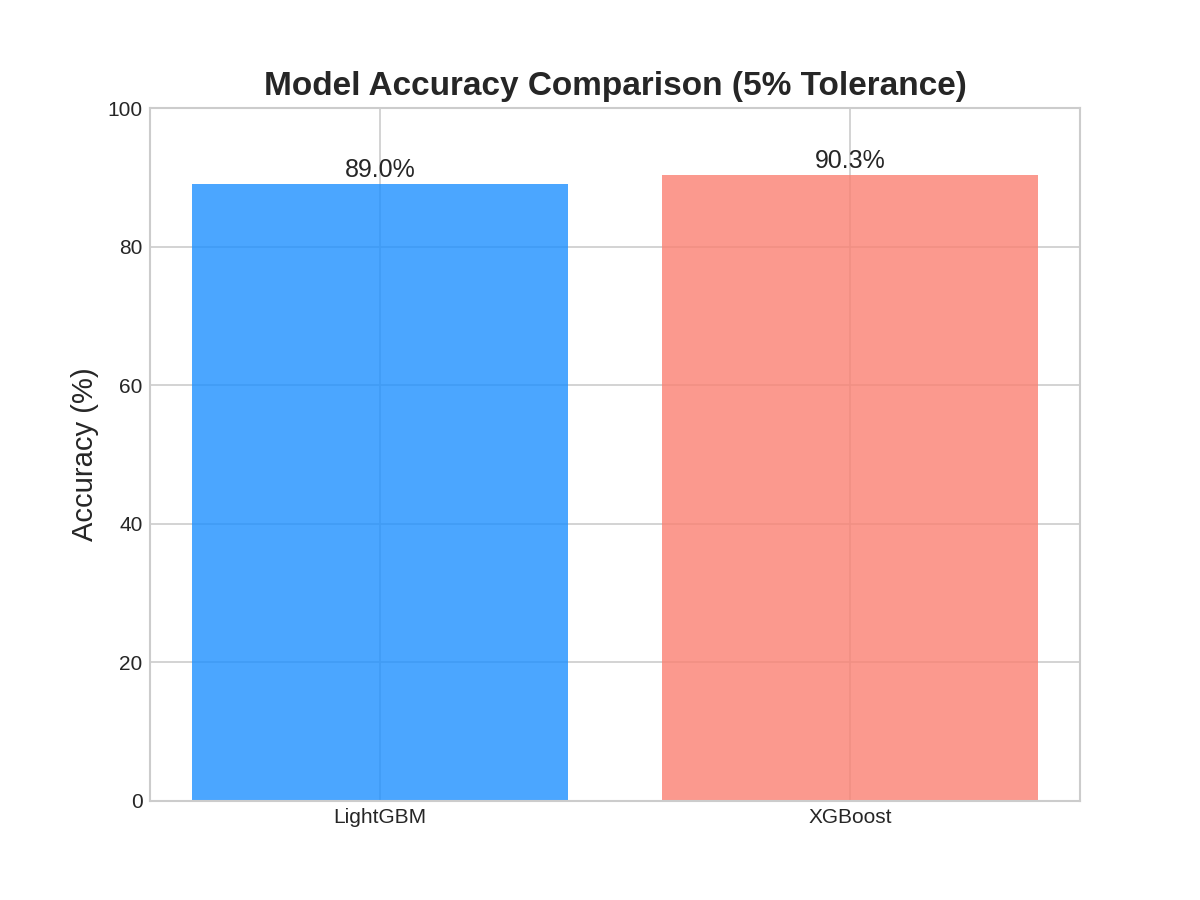 Model Accuracy Comparison (5% Tolerance)
100
80
60
40
20
0
Accuracy (%)
89.0%
90.3%
LightGBM
XGBoost